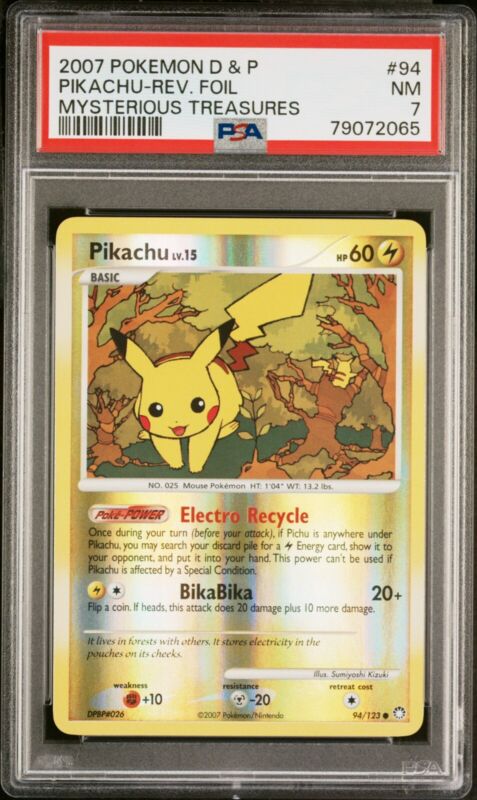 2007 POKEMON D & P #94
PIKACHU-REV. FOIL NM
MYSTERIOUS TREASURES 7
PSA 79072065
Pikachu LV.15 HP 60
BASIC
NO. 025 Mouse Pokémon HT: 1'04" WT: 13.2 lbs.
Poké-POWER Electro Recycle
Once during your turn (before your attack), if Pichu is anywhere under
Pikachu, you may search your discard pile for a Energy card, show it to
your opponent, and put it into your hand. This power can't be used if
Pikachu is affected by a Special Condition.
BikaBika 20+
Flip a coin. If heads, this attack does 20 damage plus 10 more damage.
It lives in forests with others. It stores electricity in the
pouches on its cheeks.
Illus. Sumiyoshi Kizuki
weakness resistance retreat cost
+10 -20
DPBP#026 ©2007 Pokémon/Nintendo 94/123
PSA